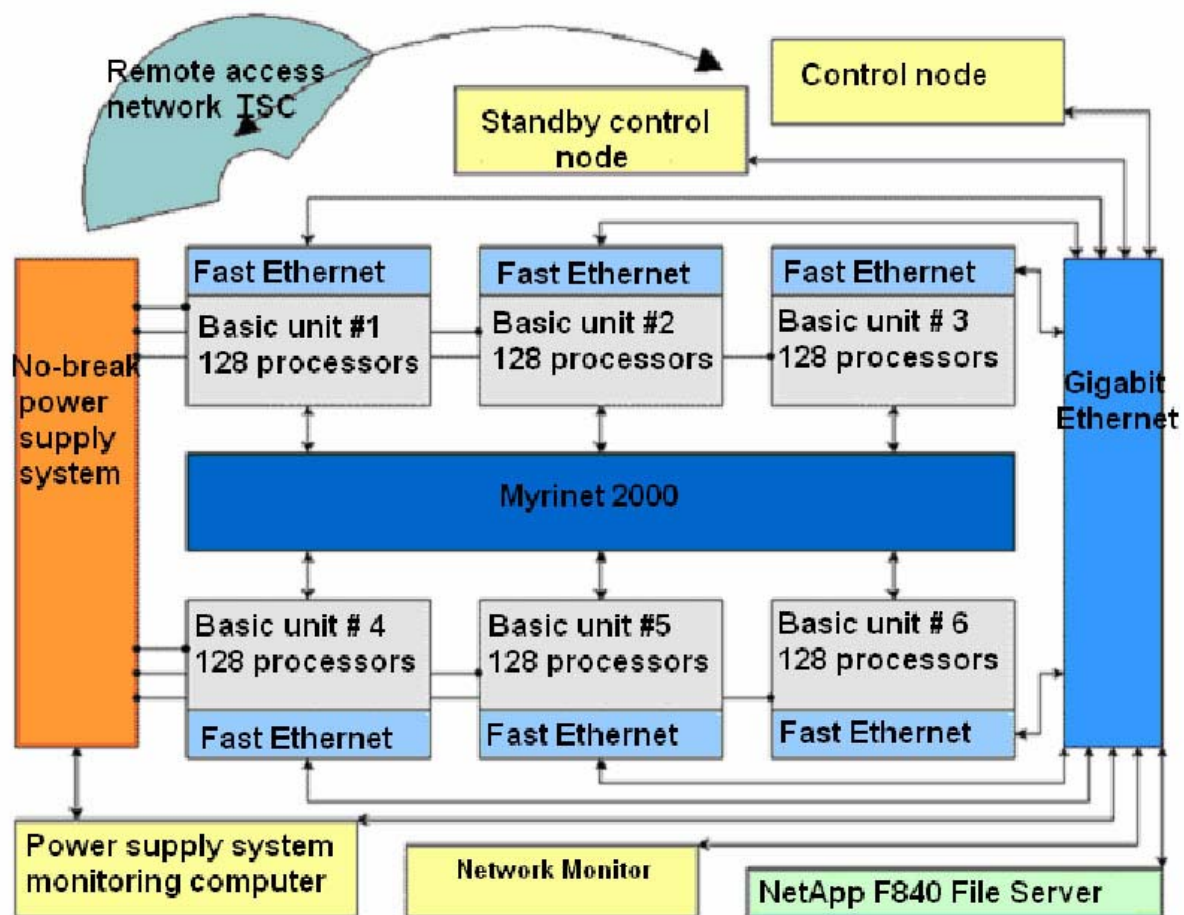 Remote access
network ISC
Control node
Standby control
node
Fast Ethernet
Basic unit #1
128 processors
Fast Ethernet
Basic unit #2
128 processors
Fast Ethernet
Basic unit # 3
128 processors
No-break
power
supply
system
Gigabit
Ethernet
Myrinet 2000
Basic unit # 4
128 processors
Fast Ethernet
Basic unit #5
128 processors
Fast Ethernet
Basic unit # 6
128 processors
Fast Ethernet
Power supply system
monitoring computer
Network Monitor
NetApp F840 File Server